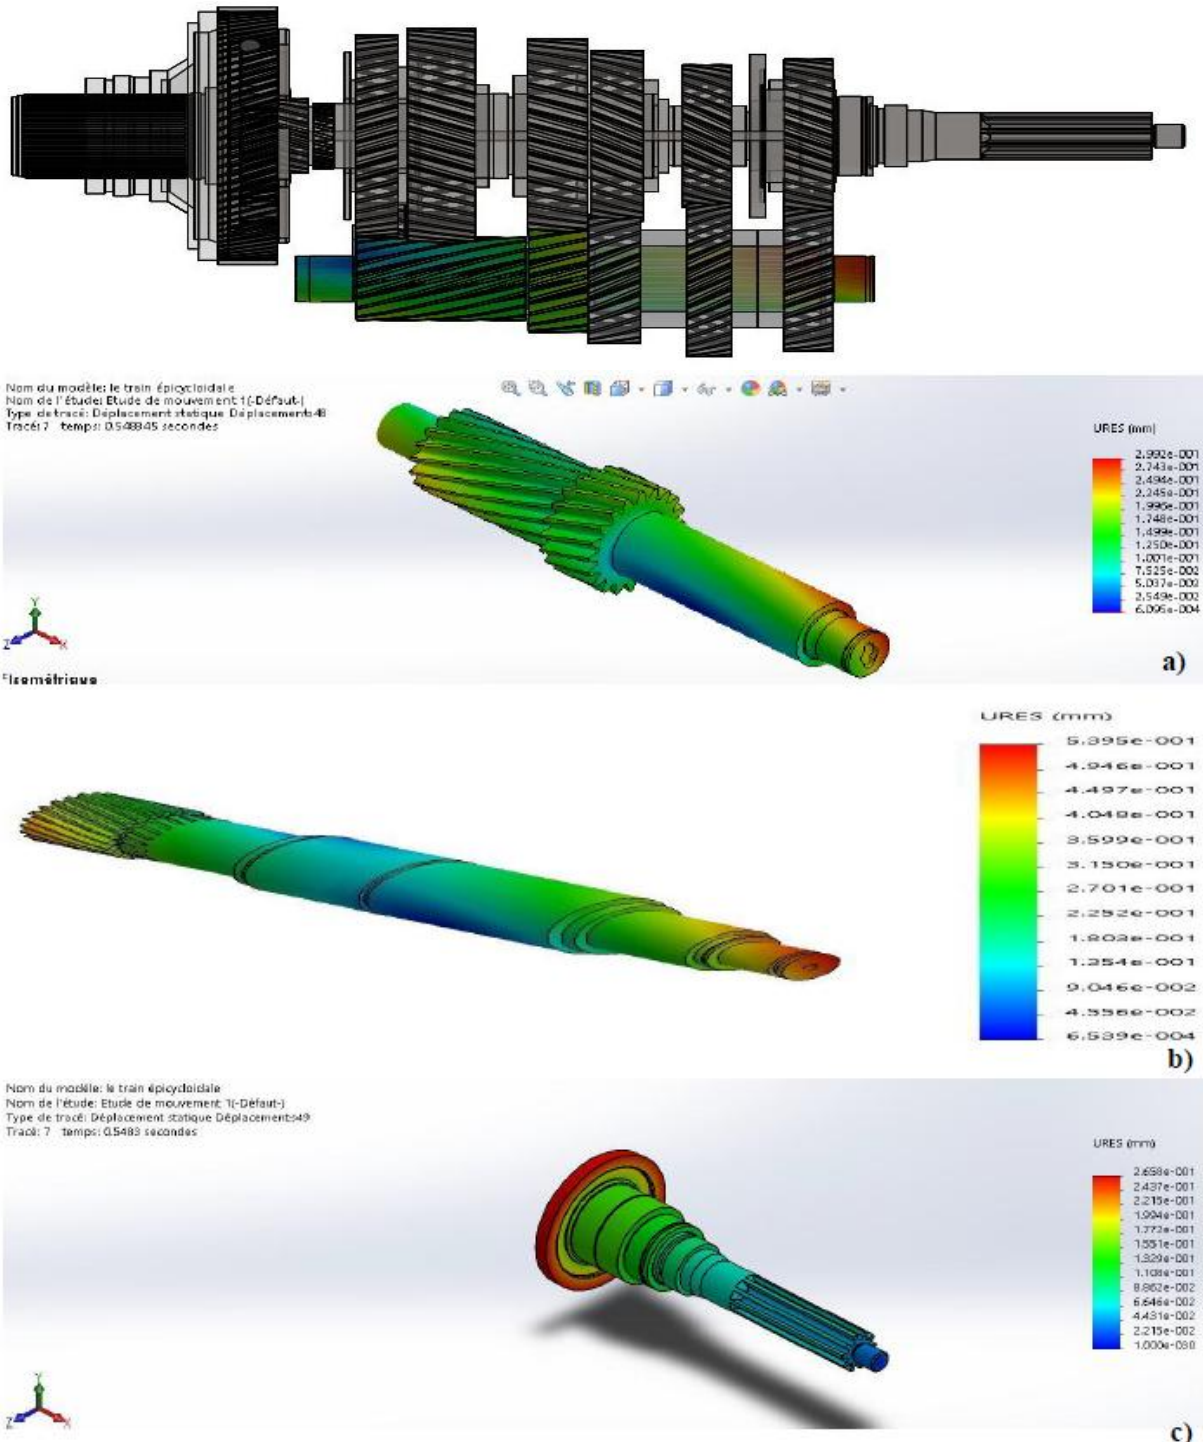 Nom du modèle: le train épicycloïdale
Nom de l'étude: Etude de mouvement 1(-Défaut-)
Type de tracé: Déplacement statique Déplacements48
Tracé: 7 temps: 0.548945 secondes
URES (mm)
2.992e-001
2.743e-001
2.494e-001
2.245e-001
1.996e-001
1.748e-001
1.499e-001
1.250e-001
1.001e-001
7.525e-002
5.037e-002
2.549e-002
6.095e-004
Y
Z
X
a)
*Isométrique
URES (mm)
5.395e-001
4.946e-001
4.497e-001
4.048e-001
3.599e-001
3.150e-001
2.701e-001
2.252e-001
1.803e-001
1.354e-001
9.046e-002
4.556e-002
6.539e-004
b)
Nom du modèle: le train épicycloïdale
Nom de l'étude: Etude de mouvement 1(-Défaut-)
Type de tracé: Déplacement statique Déplacements49
Tracé: 7 temps: 0.5483 secondes
URES (mm)
2.658e-001
2.437e-001
2.215e-001
1.994e-001
1.772e-001
1.551e-001
1.329e-001
1.108e-001
8.862e-002
6.646e-002
4.431e-002
2.215e-002
1.000e-030
Y
Z
X
c)